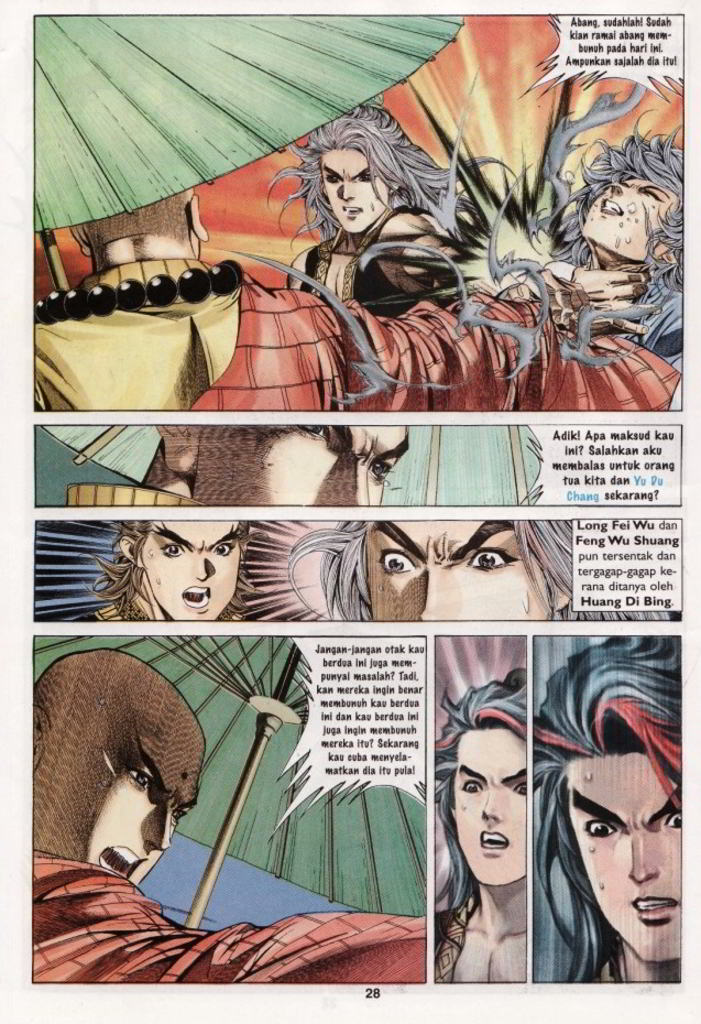 Abang, sudahlah! Sudah
kian ramai abang mem-
bunuh pada hari ini.
Ampunkan sajalah dia itu!
Adik! Apa maksud kau
ini? Salahkan aku
membalas untuk orang
tua kita dan Yu Du
Chang sekarang?
Long Fei Wu dan
Feng Wu Shuang
pun tersentak dan
tergagap-gagap ke-
rana ditanya oleh
Huang Di Bing.
Jangan-jangan otak kau
berdua ini juga mem-
punyai masalah? Tadi,
kan mereka ingin benar
membunuh kau berdua
ini dan kau berdua ini
juga ingin membunuh
mereka itu? Sekarang
kau cuba menyela-
matkan dia itu pula!
28